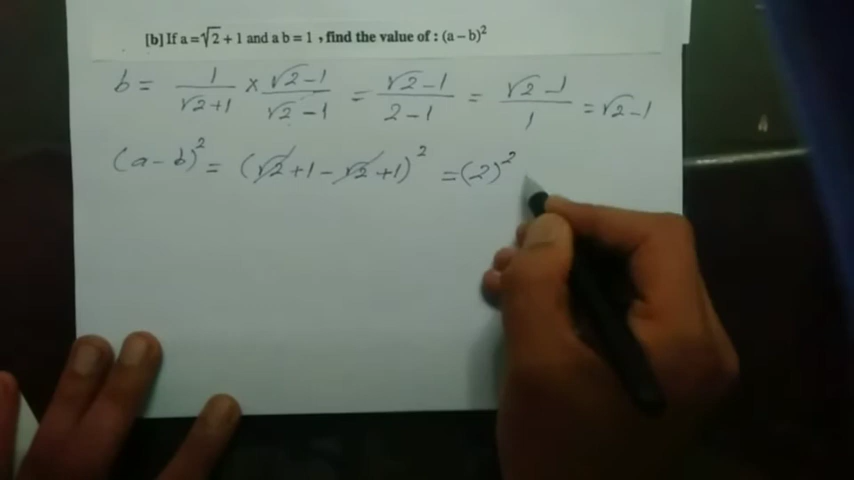 [b] If a = √2 + 1 and a b = 1 , find the value of : (a – b)²
b = 1/(√2+1) × (√2–1)/(√2–1) = (√2–1)/(2–1) = (√2–1)/1 = √2–1
(a – b)² = (√2 + 1 – √2 + 1)² = (2)²